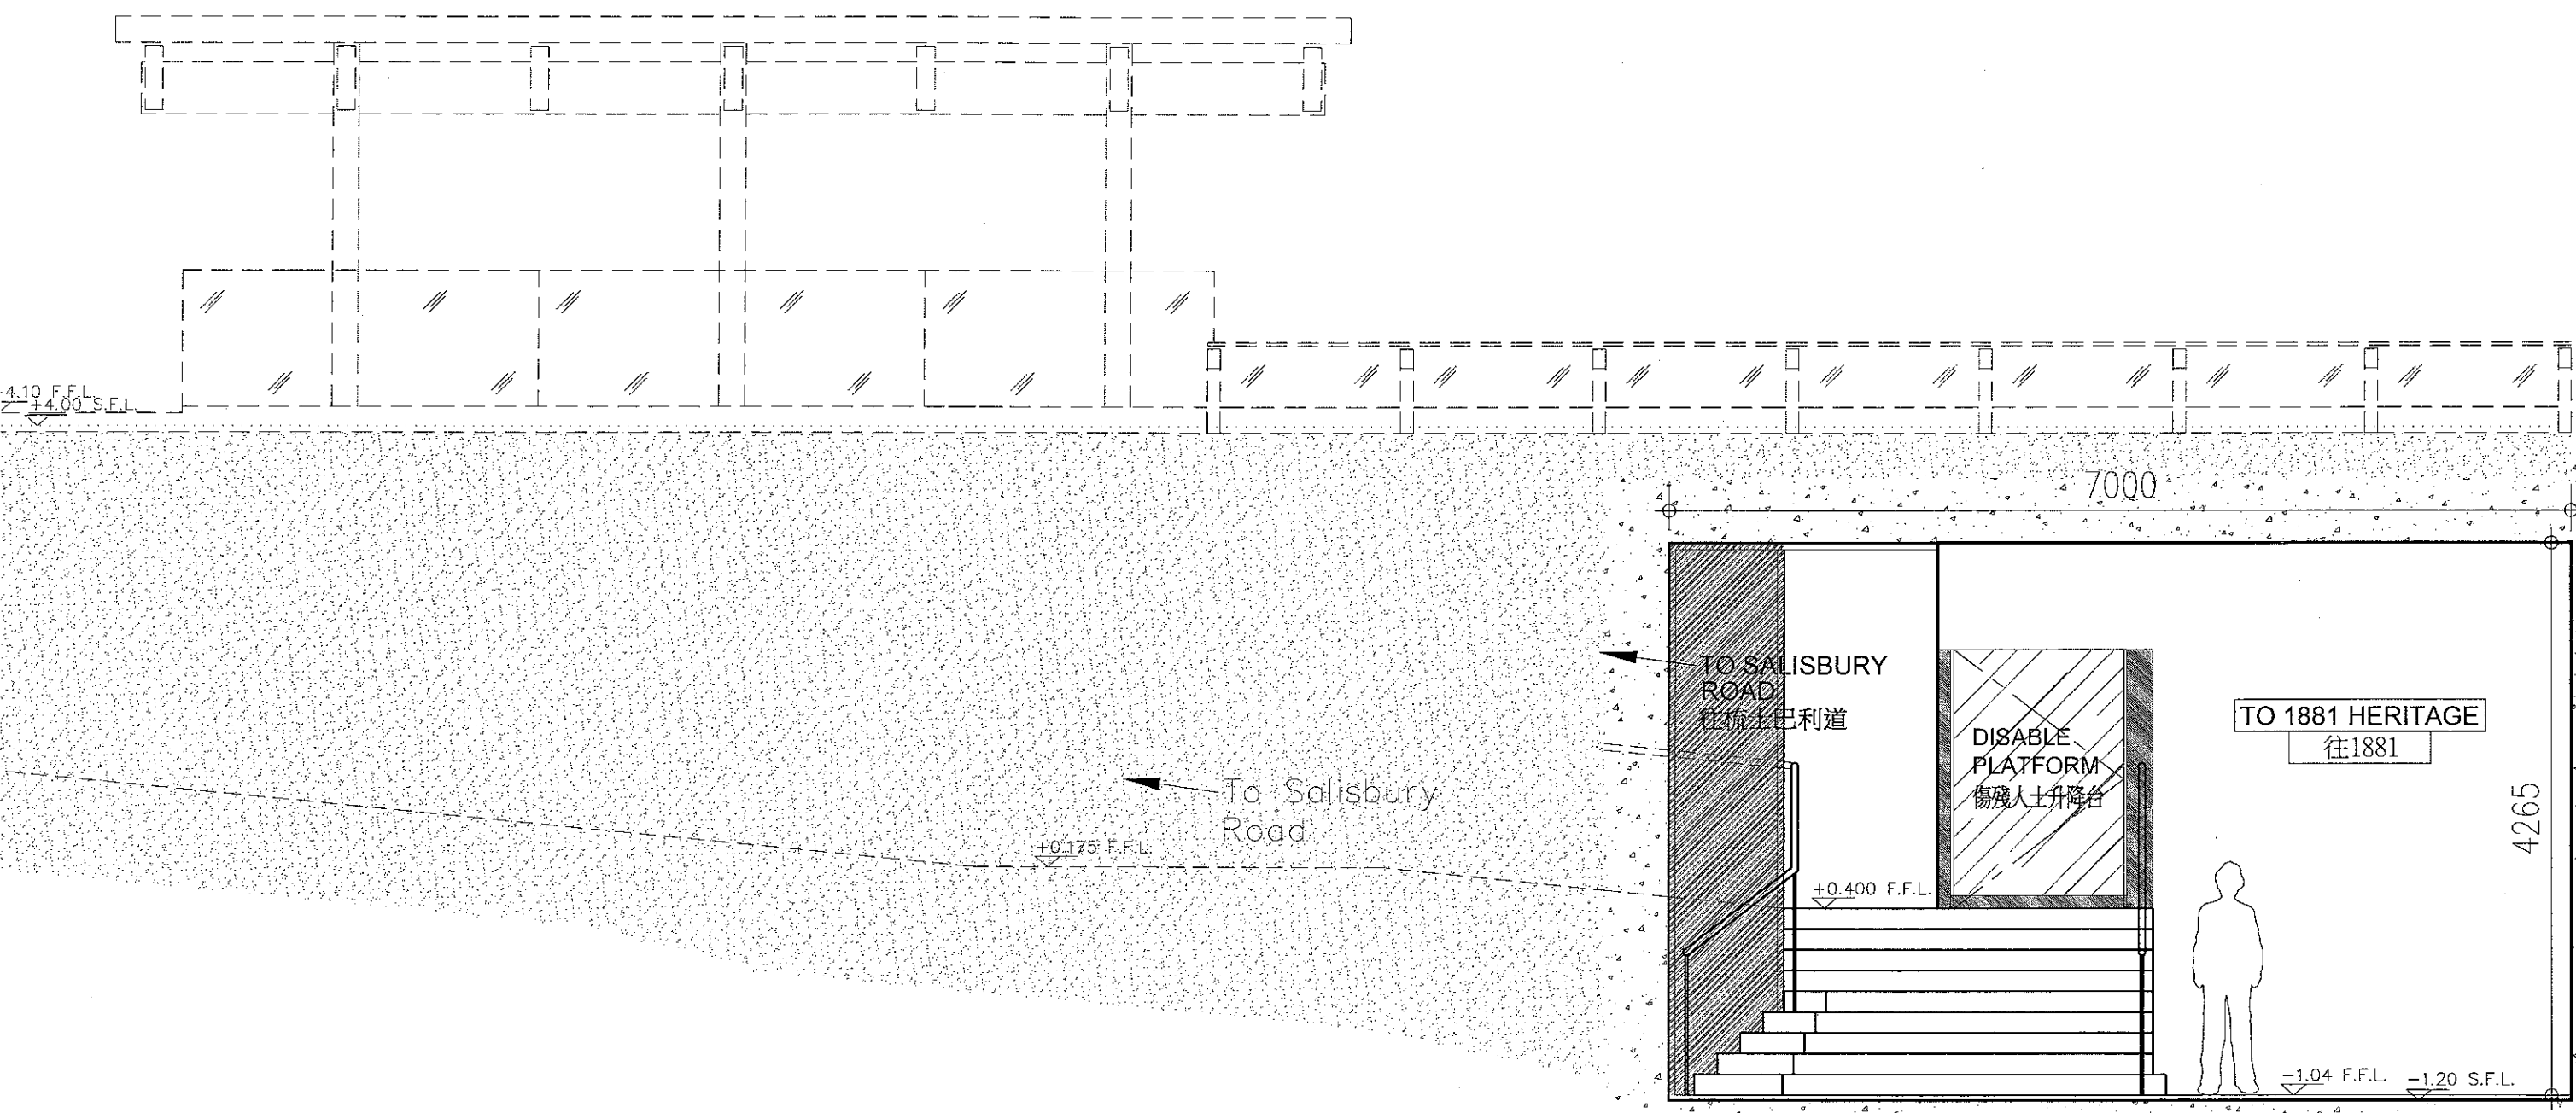 4.10 F.F.L.
+4.00 S.F.L.
7000
TO SALISBURY
ROAD
往梳士巴利道
DISABLE
PLATFORM
傷殘人士升降台
TO 1881 HERITAGE
往1881
To Salisbury
Road
4265
+0.175 F.F.L.
+0.400 F.F.L.
-1.04 F.F.L.
-1.20 S.F.L.